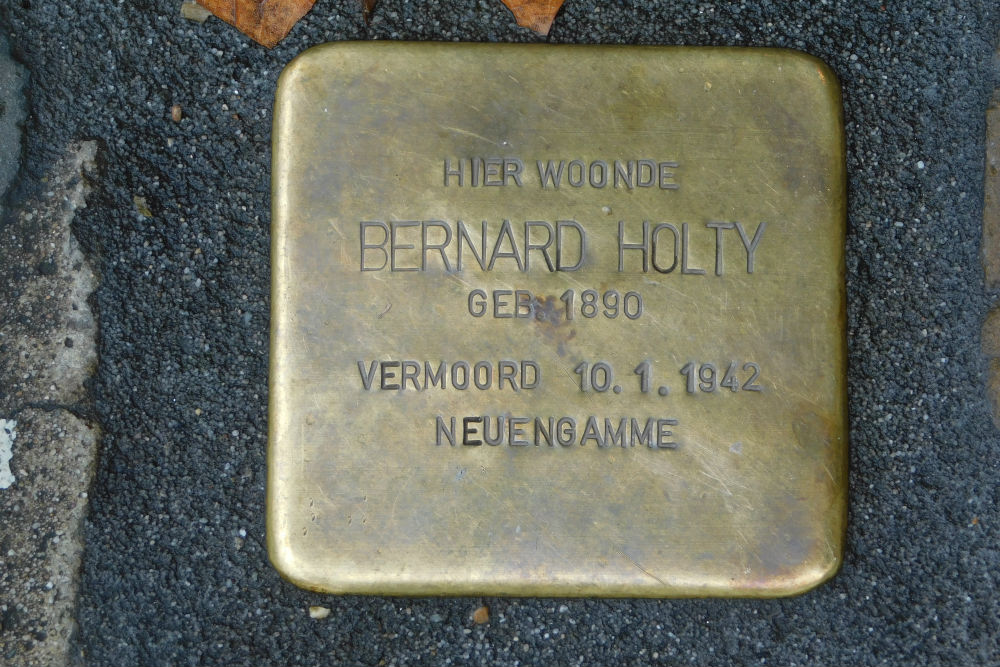 HIER WOONDE
BERNARD HOLTY
GEB. 1890
VERMOORD 10.1.1942
NEUENGAMME